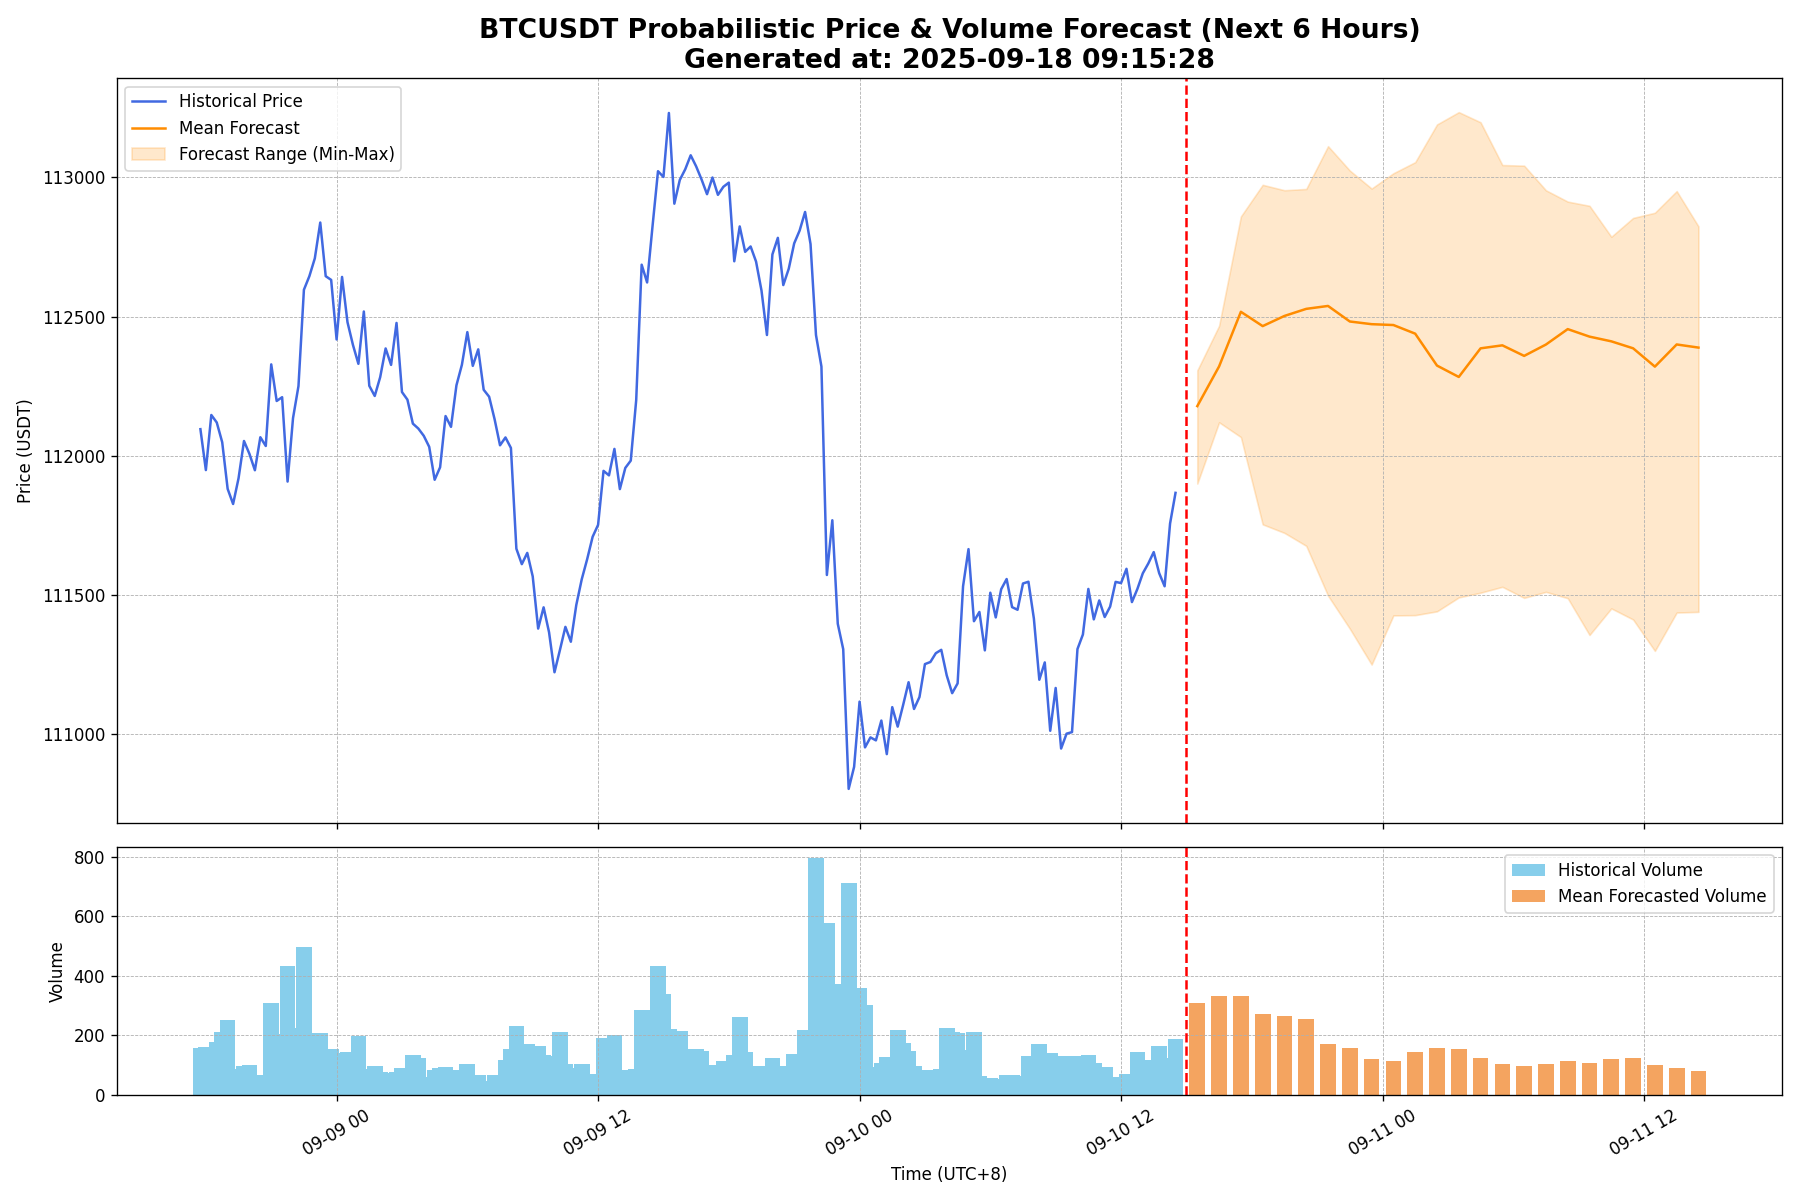 BTCUSDT Probabilistic Price & Volume Forecast (Next 6 Hours)
Generated at: 2025-09-18 09:15:28
Historical Price
Mean Forecast
Forecast Range (Min-Max)
113000
112500
112000
111500
111000
Price (USDT)
Historical Volume
Mean Forecasted Volume
800
600
400
200
0
Volume
09-09 00
09-09 12
09-10 00
09-10 12
09-11 00
09-11 12
Time (UTC+8)